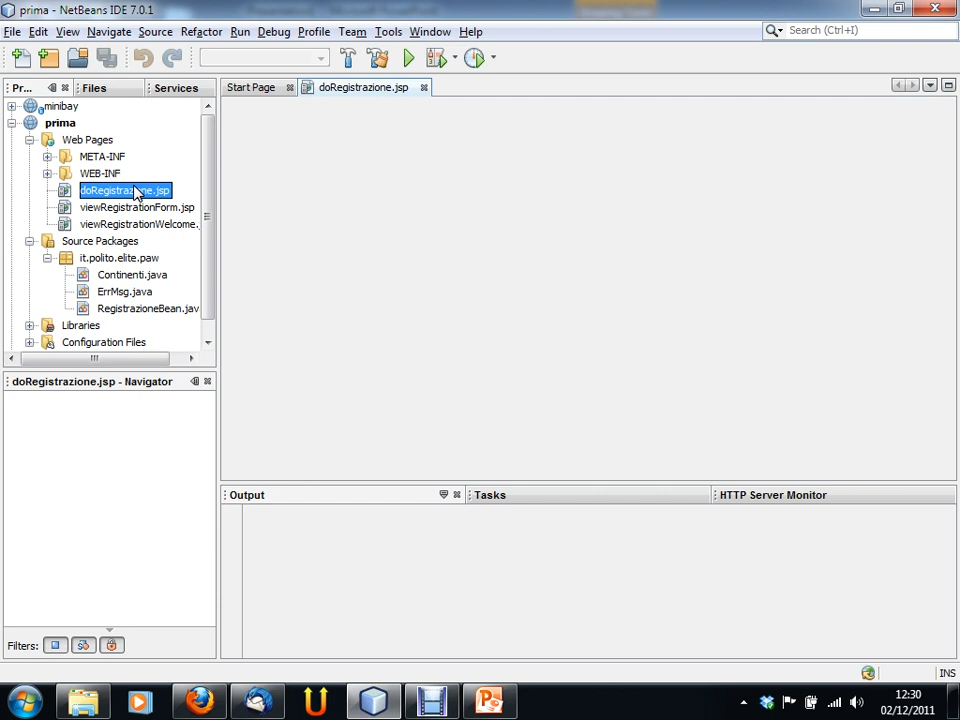 prima - NetBeans IDE 7.0.1
File Edit View Navigate Source Refactor Run Debug Profile Team Tools Window Help
Search (Ctrl+I)
Pr... Files Services
Start Page doRegistrazione.jsp
minibay
prima
Web Pages
META-INF
WEB-INF
doRegistrazione.jsp
viewRegistrationForm.jsp
viewRegistrationWelcome.
Source Packages
it.polito.elite.paw
Continenti.java
ErrMsg.java
RegistrazioneBean.jav
Libraries
Configuration Files
doRegistrazione.jsp - Navigator
Output Tasks HTTP Server Monitor
Filters:
INS
12:30
02/12/2011